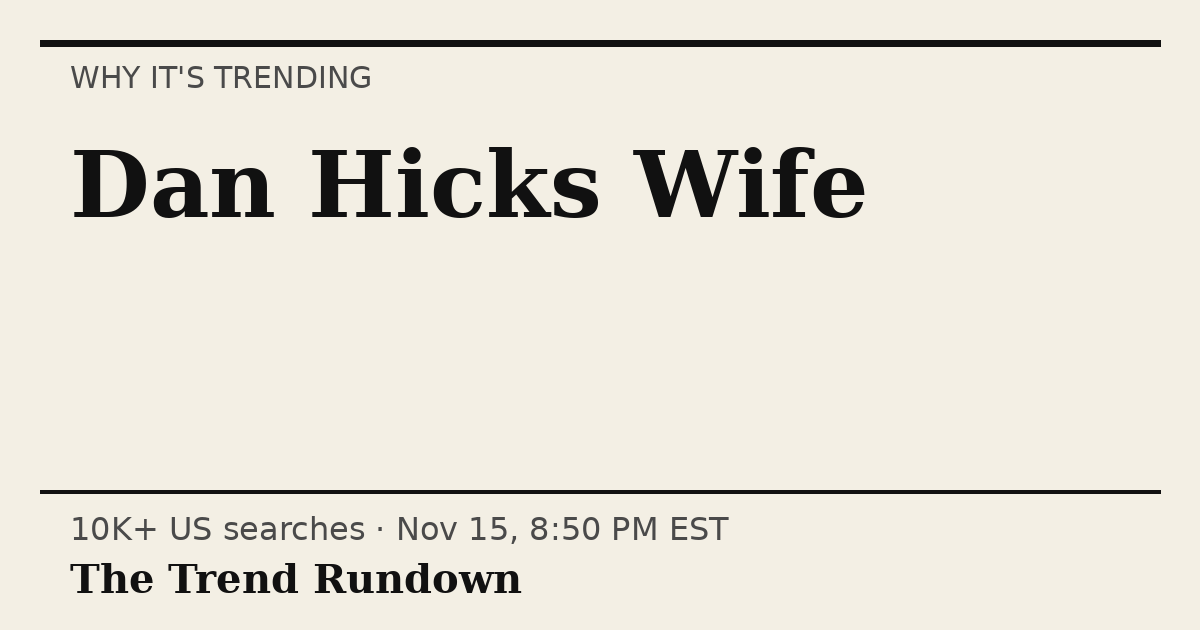 WHY IT'S TRENDING
Dan Hicks Wife
10K+ US searches · Nov 15, 8:50 PM EST
The Trend Rundown